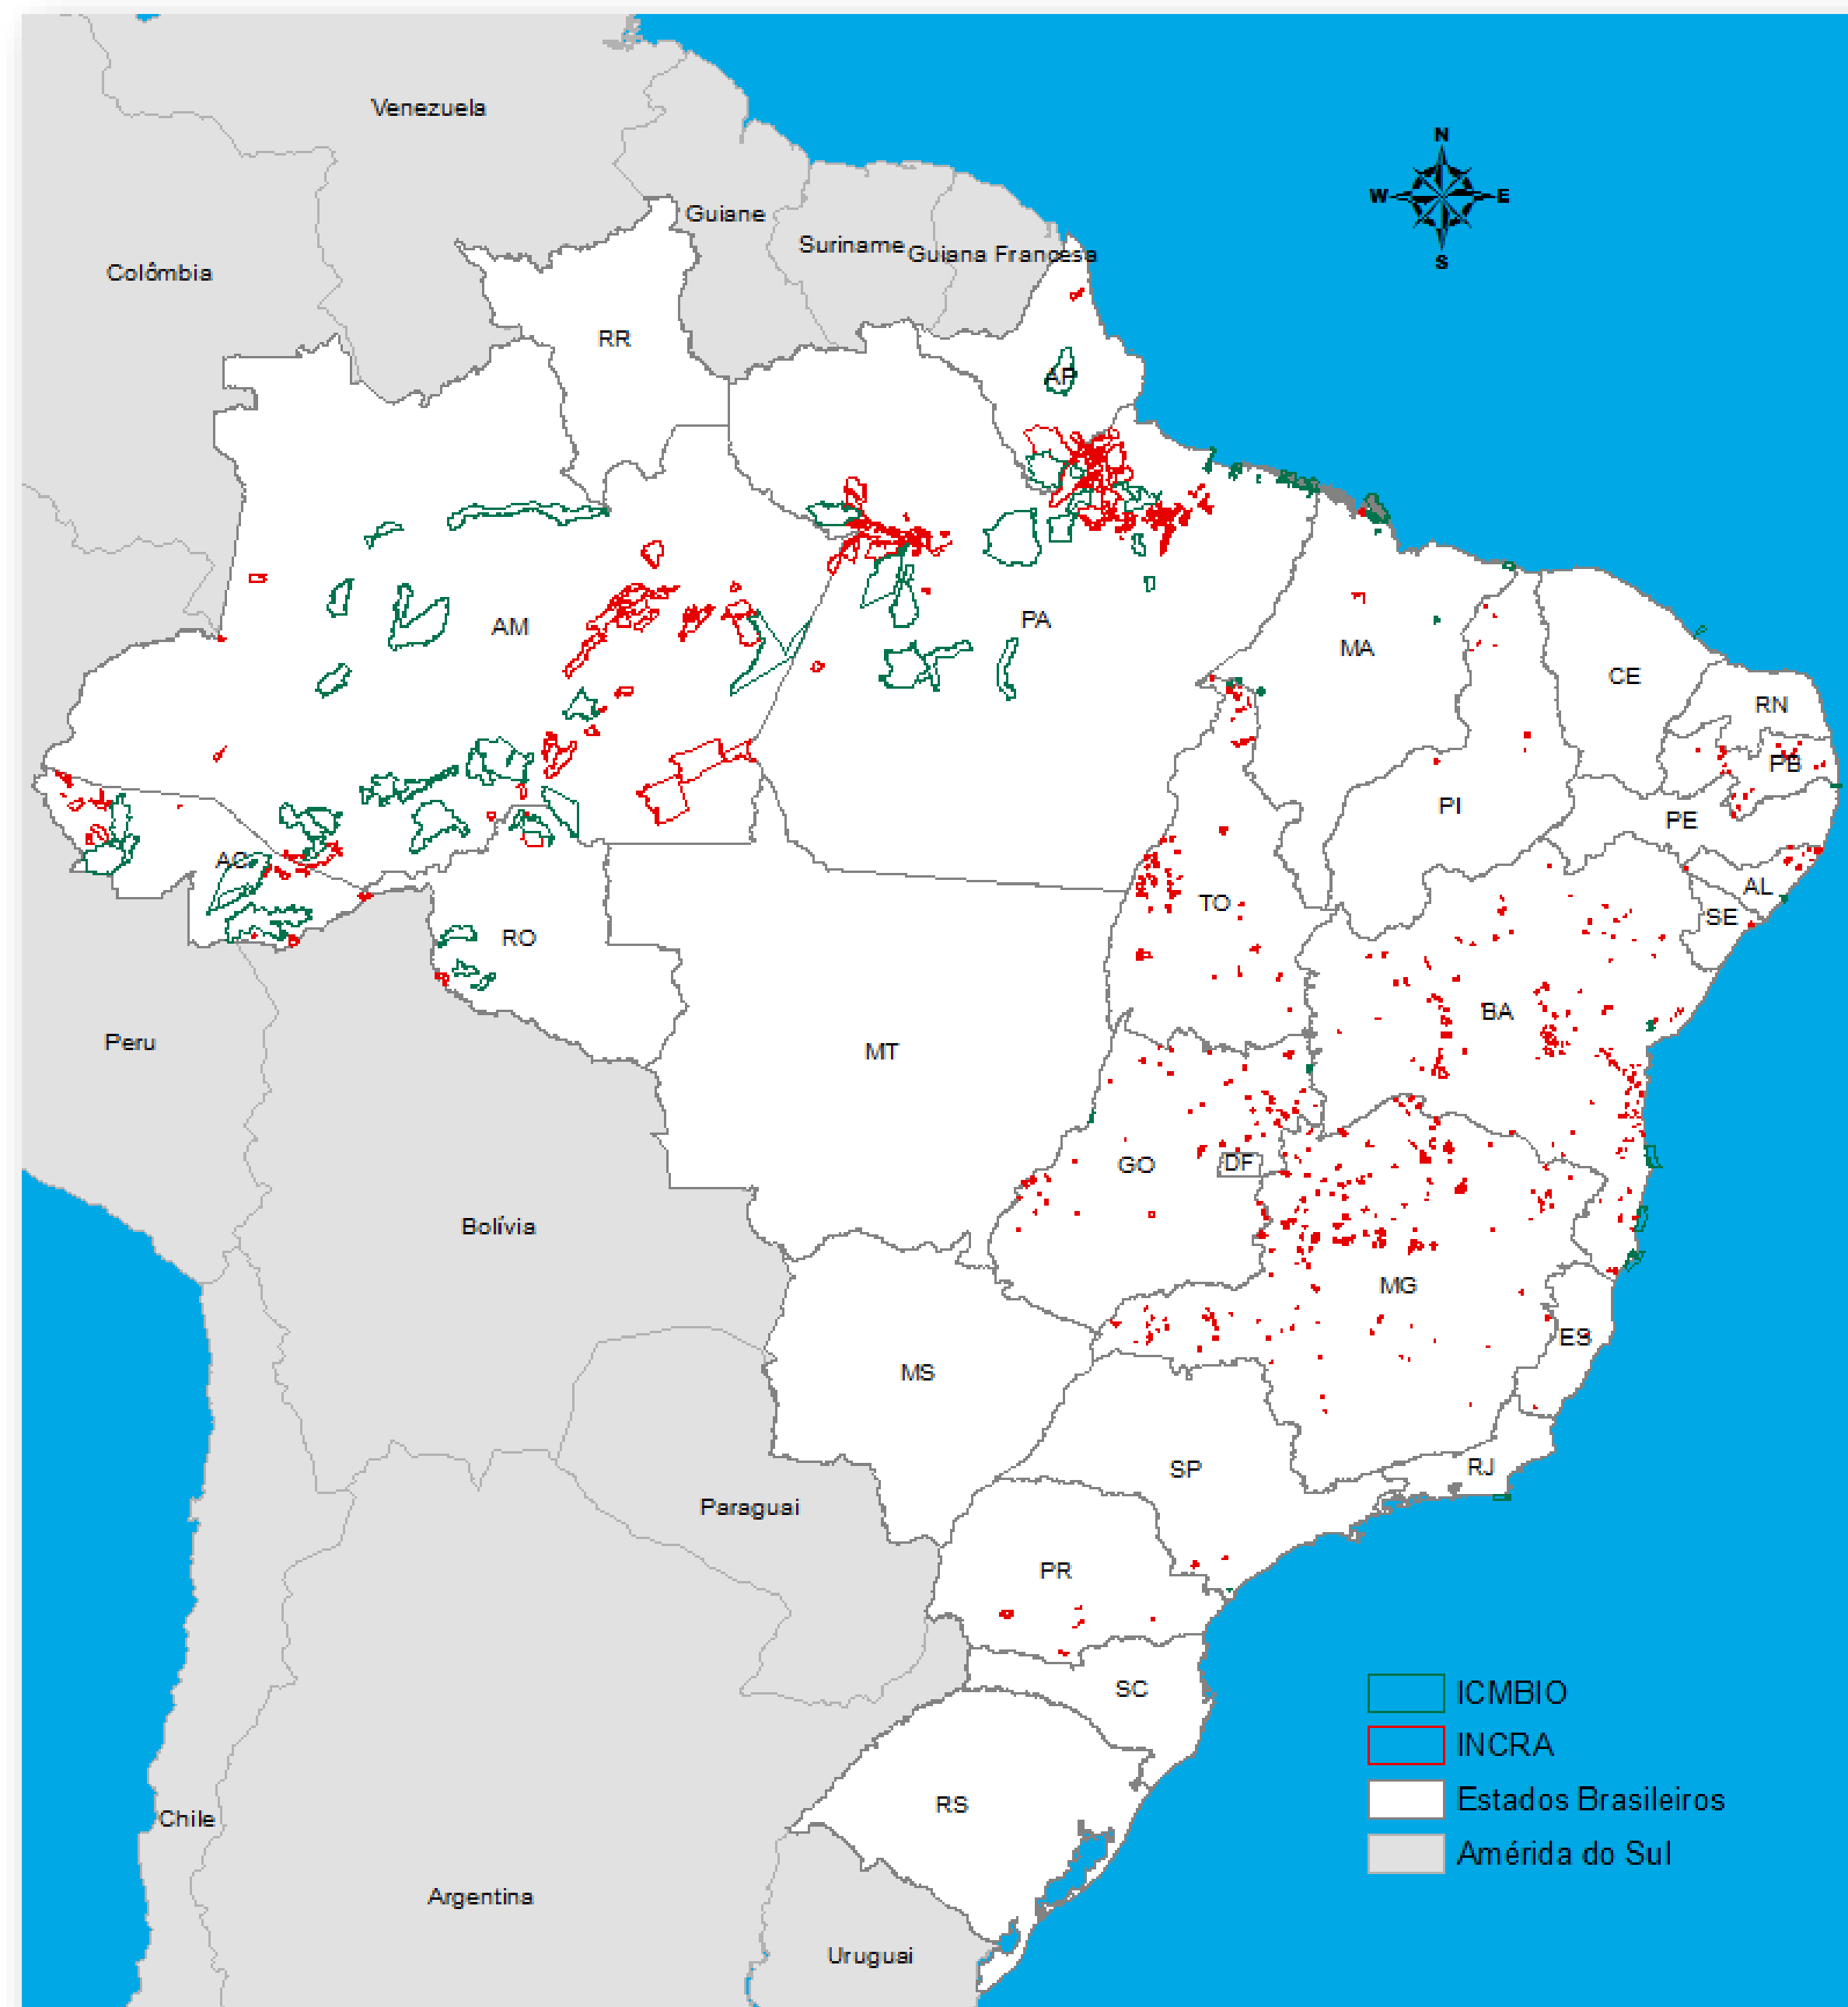 Venezuela
N
W
E
S
Guiane
Suriname
Guiana Francesa
Colômbia
RR
AP
AM
PA
MA
CE
RN
PB
PI
PE
AC
AL
TO
SE
RO
BA
Peru
MT
GO
DF
Bolívia
MG
ES
MS
SP
RJ
Paraguai
PR
SC
ICMBIO
INCRA
Estados Brasileiros
Amérida do Sul
RS
Chile
Argentina
Uruguai